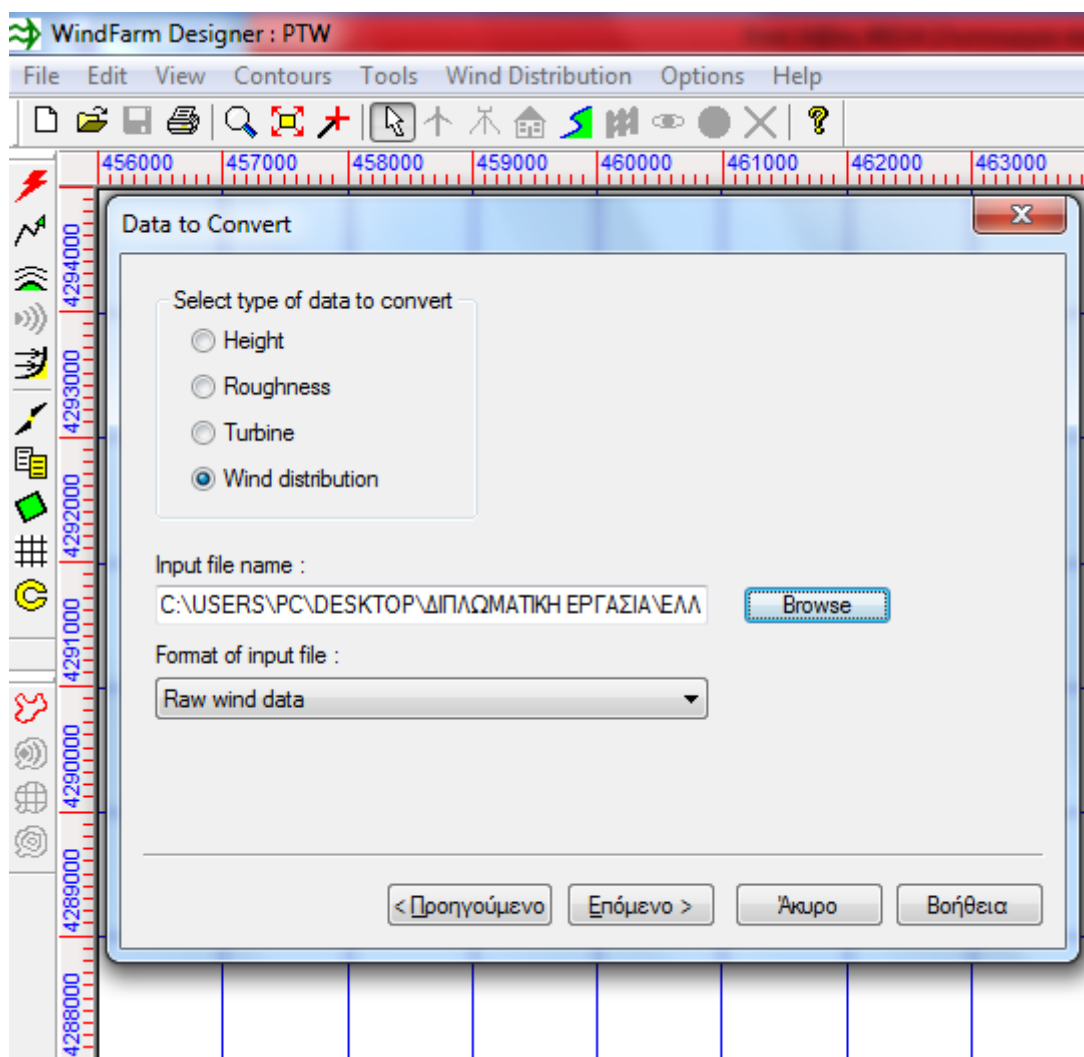 WindFarm Designer : PTW
File Edit View Contours Tools Wind Distribution Options Help
456000 457000 458000 459000 460000 461000 462000 463000
4294000
4293000
4292000
4291000
4290000
4289000
4288000
Data to Convert
Select type of data to convert
Height
Roughness
Turbine
Wind distribution
Input file name :
C:\USERS\PC\DESKTOP\ΔΙΠΛΩΜΑΤΙΚΗ ΕΡΓΑΣΙΑ\ΕΛΛ
Browse
Format of input file :
Raw wind data
< Προηγούμενο Επόμενο > Άκυρο Βοήθεια